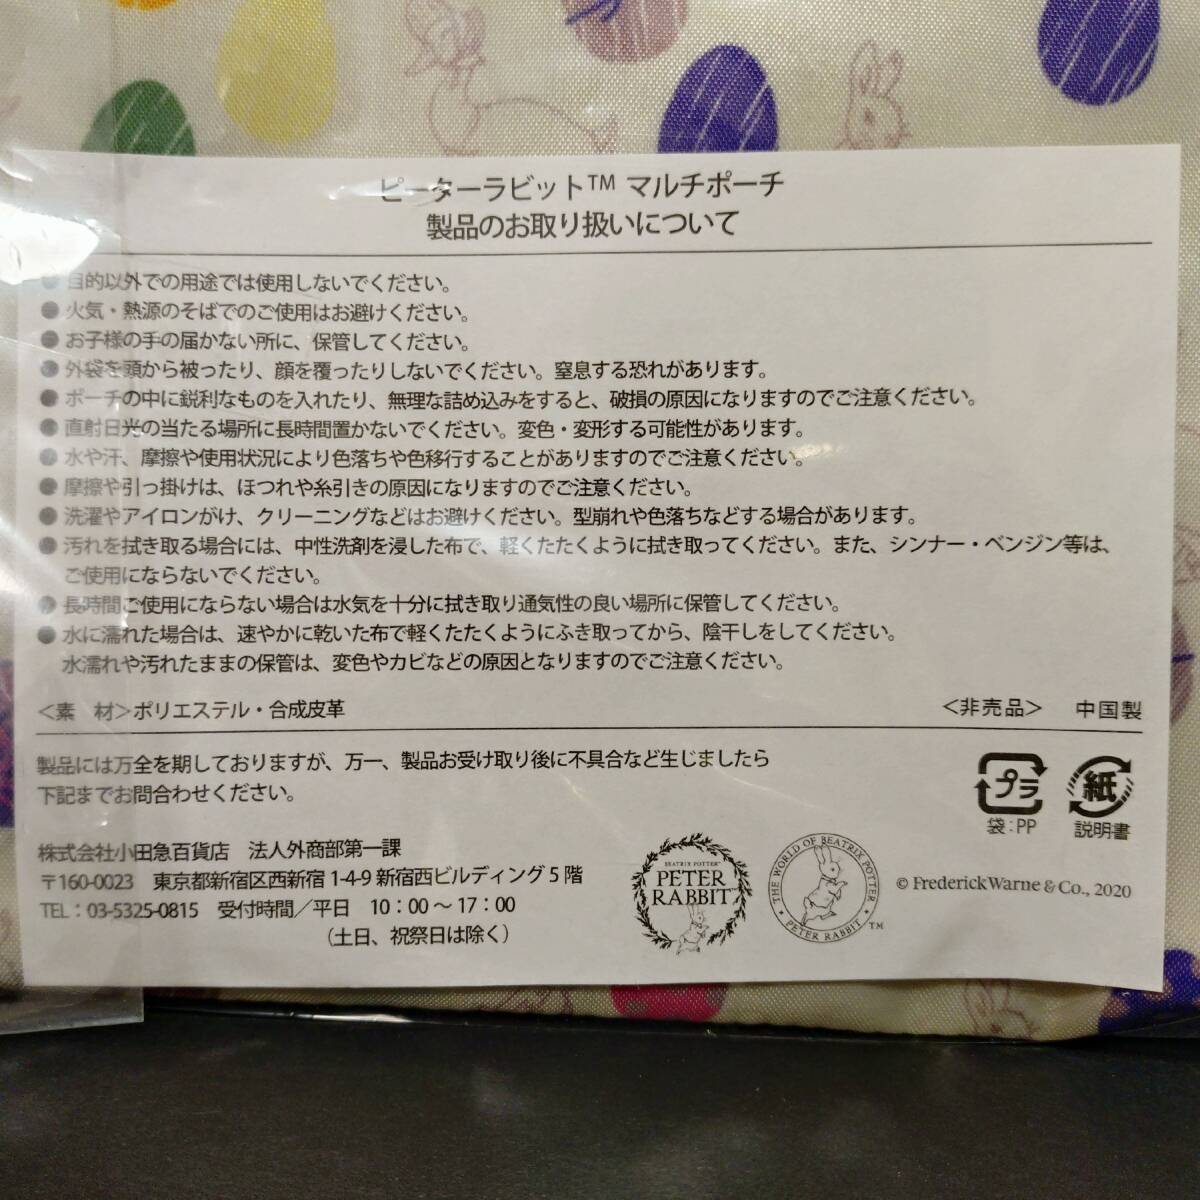 ピーターラビット™ マルチポーチ
製品のお取り扱いについて
● 目的以外での用途では使用しないでください。
● 火気・熱源のそばでのご使用はお避けください。
● お子様の手の届かない所に、保管してください。
● 外袋を頭から被ったり、顔を覆ったりしないでください。窒息する恐れがあります。
● ポーチの中に鋭利なものを入れたり、無理な詰め込みをすると、破損の原因になりますのでご注意ください。
● 直射日光の当たる場所に長時間置かないでください。変色・変形する可能性があります。
● 水や汗、摩擦や使用状況により色落ちや色移行することがありますのでご注意ください。
● 摩擦や引っ掛けは、ほつれや糸引きの原因になりますのでご注意ください。
● 洗濯やアイロンがけ、クリーニングなどはお避けください。型崩れや色落ちなどする場合があります。
● 汚れを拭き取る場合には、中性洗剤を浸した布で、軽くたたくように拭き取ってください。また、シンナー・ベンジン等は、
ご使用にならないでください。
● 長時間ご使用にならない場合は水気を十分に拭き取り通気性の良い場所に保管してください。
● 水に濡れた場合は、速やかに乾いた布で軽くたたくようにふき取ってから、陰干しをしてください。
水濡れや汚れたままの保管は、変色やカビなどの原因となりますのでご注意ください。
＜素　材＞ポリエステル・合成皮革　＜非売品＞　中国製
製品には万全を期しておりますが、万一、製品お受け取り後に不具合など生じましたら
下記までお問合わせください。
プラ
袋：PP
紙
説明書
株式会社小田急百貨店　法人外商部第一課
〒160-0023　東京都新宿区西新宿 1-4-9 新宿西ビルディング 5 階
TEL：03-5325-0815　受付時間／平日　10：00 ～ 17：00
（土日、祝祭日は除く）
BEATRIX POTTER™
PETER
RABBIT
THE WORLD OF BEATRIX POTTER
PETER RABBIT
TM
© Frederick Warne & Co., 2020